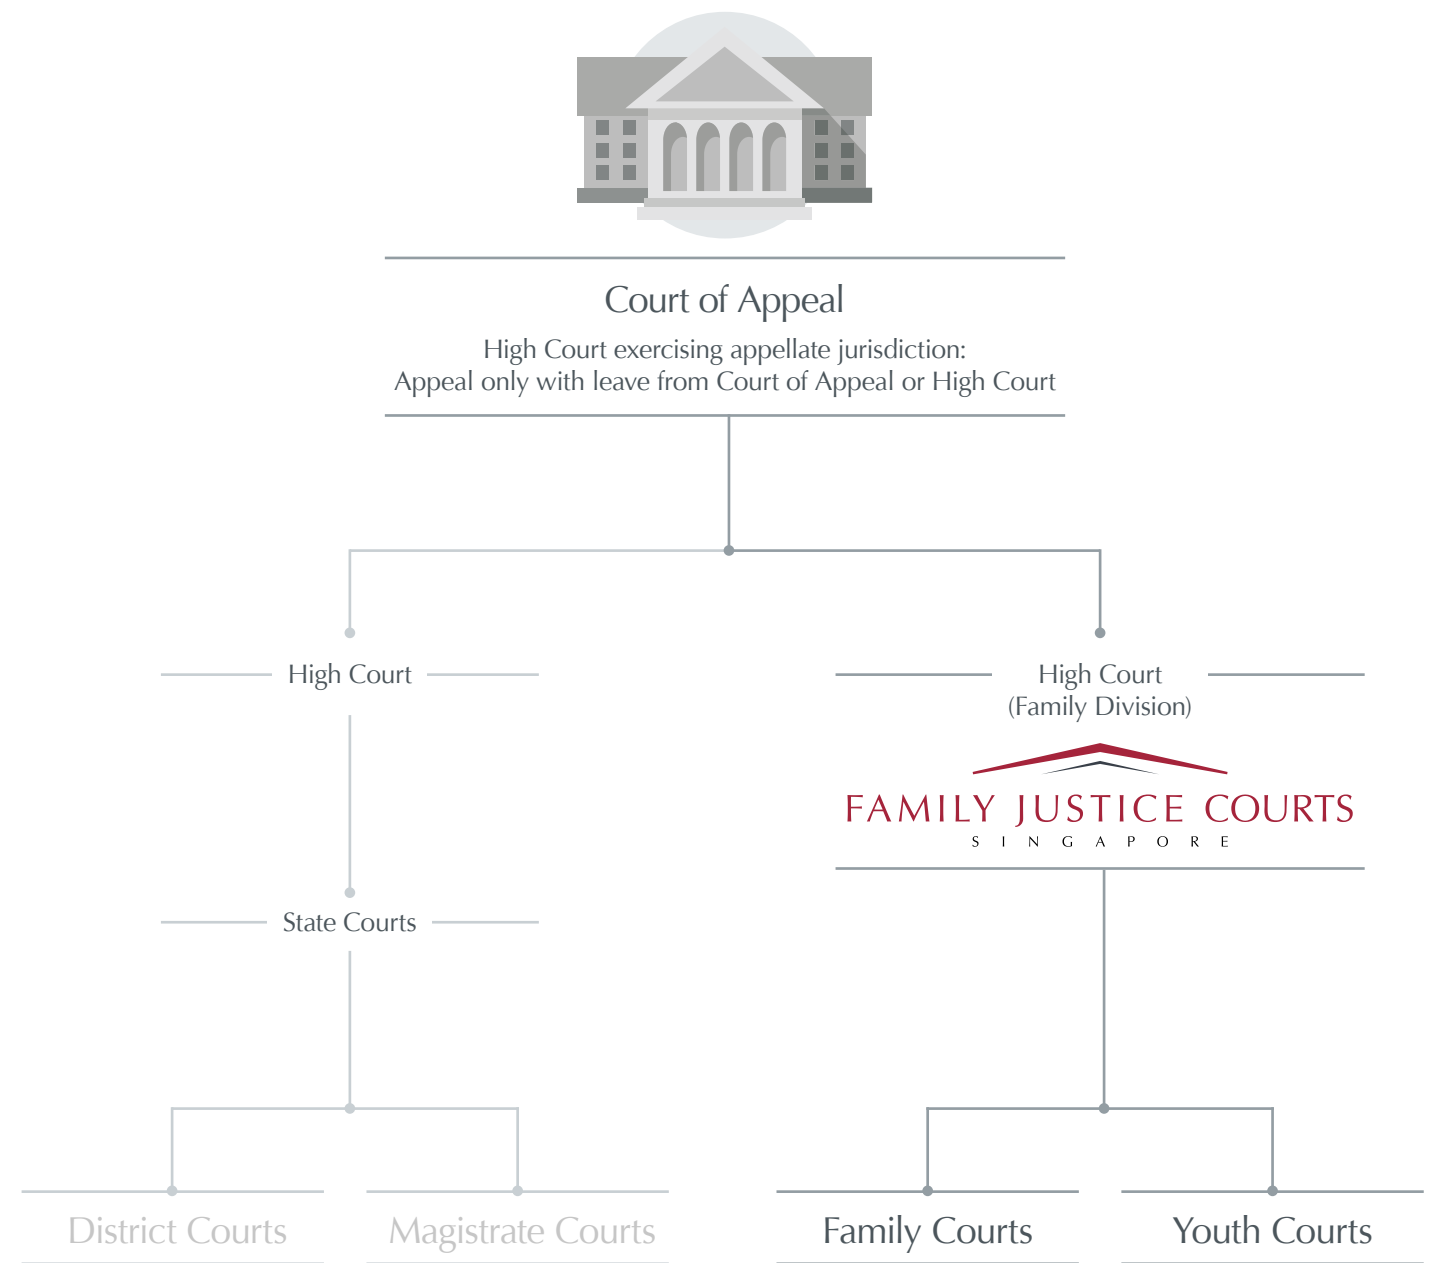 Court of Appeal
High Court exercising appellate jurisdiction:
Appeal only with leave from Court of Appeal or High Court
High Court
High Court
(Family Division)
FAMILY JUSTICE COURTS
SINGAPORE
State Courts
District Courts
Magistrate Courts
Family Courts
Youth Courts